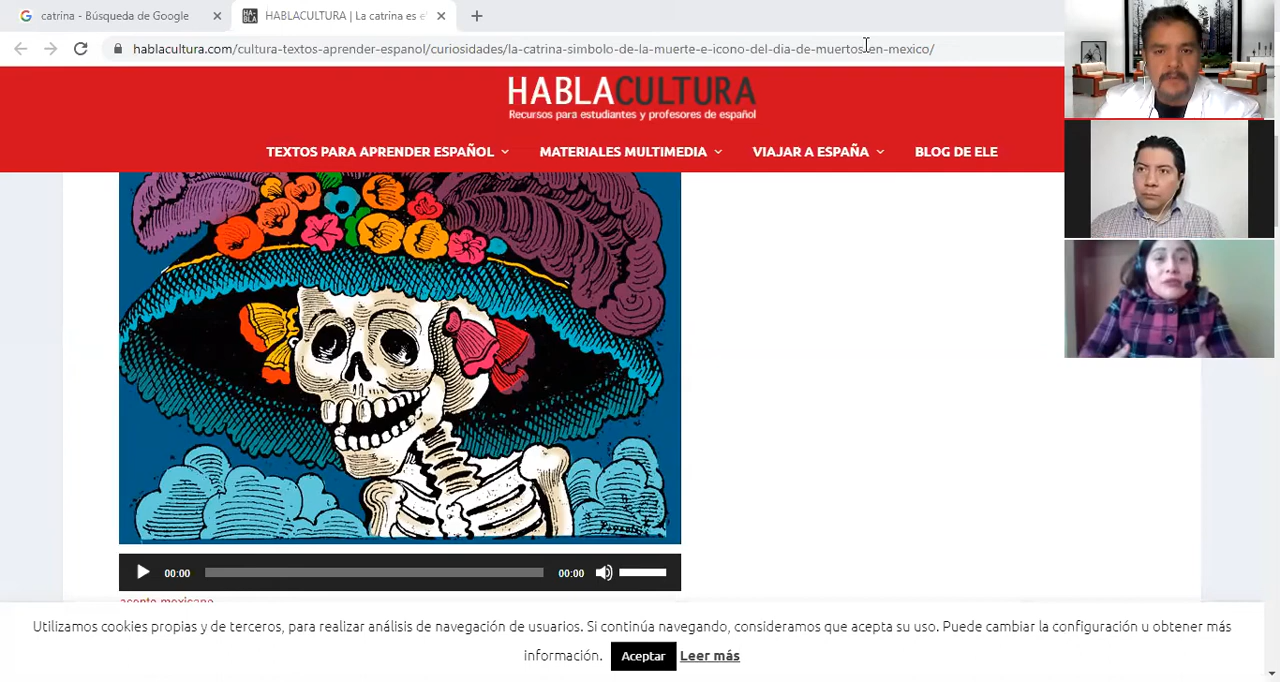 catrina - Búsqueda de Google
HABLACULTURA | La catrina es e
hablacultura.com/cultura-textos-aprender-espanol/curiosidades/la-catrina-simbolo-de-la-muerte-e-icono-del-dia-de-muertos-en-mexico/
HABLACULTURA
Recursos para estudiantes y profesores de español
TEXTOS PARA APRENDER ESPAÑOL MATERIALES MULTIMEDIA VIAJAR A ESPAÑA BLOG DE ELE
00:00 00:00
acento mexicano
Utilizamos cookies propias y de terceros, para realizar análisis de navegación de usuarios. Si continúa navegando, consideramos que acepta su uso. Puede cambiar la configuración u obtener más
información. Aceptar Leer más